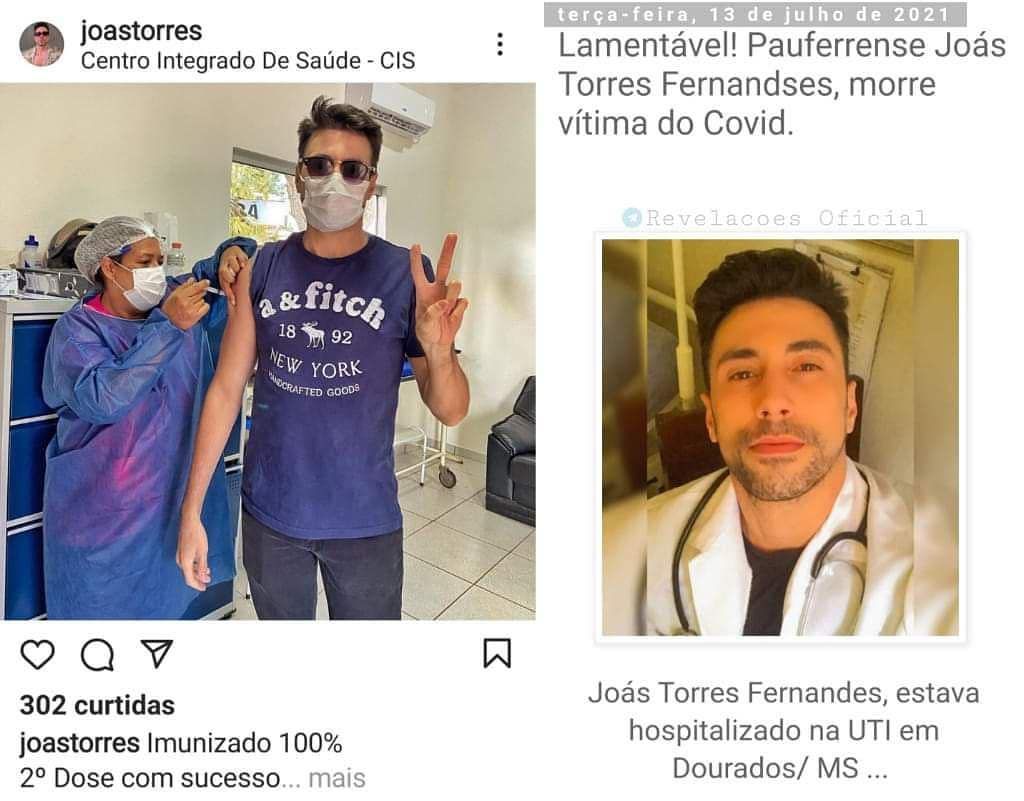 joastorres
Centro Integrado De Saúde - CIS
a & fitch
18 92
NEW YORK
HANDCRAFTED GOODS
302 curtidas
joastorres Imunizado 100%
2º Dose com sucesso... mais
terça-feira, 13 de julho de 2021
Lamentável! Pauferrense Joás
Torres Fernandses, morre
vítima do Covid.
Revelacoes Oficial
Joás Torres Fernandes, estava
hospitalizado na UTI em
Dourados/ MS ...